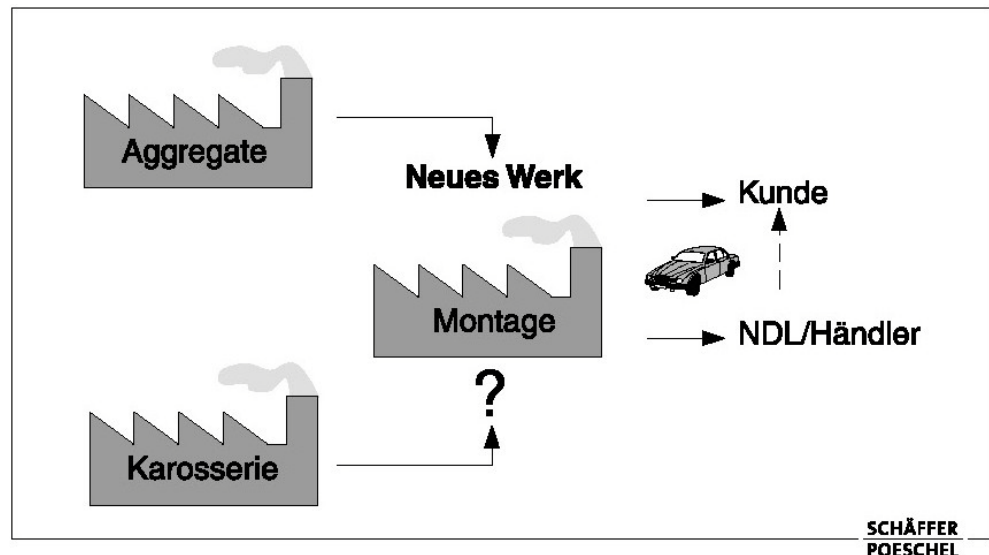 Aggregate
Neues Werk
Kunde
Montage
NDL/Händler
?
Karosserie
SCHÄFFER
POESCHEL